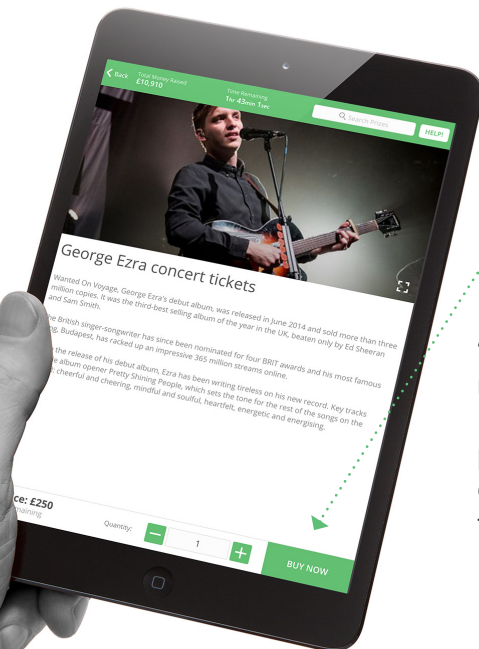 Back
Total Money Raised
£10,910
Time Remaining
1hr 43min 1sec
Search Prizes
HELP!
George Ezra concert tickets
Wanted On Voyage, George Ezra's debut album, was released in June 2014 and sold more than three
million copies. It was the third-best selling album of the year in the UK, beaten only by Ed Sheeran
and Sam Smith.
British singer-songwriter has since been nominated for four BRIT awards and his most famous
Budapest, has racked up an impressive 365 million streams online.
the release of his debut album, Ezra has been writing tireless on his new record. Key tracks
album opener Pretty Shining People, which sets the tone for the rest of the songs on the
cheerful and cheering, mindful and soulful, heartfelt, energetic and energising.
£250
Quantity:
1
BUY NOW